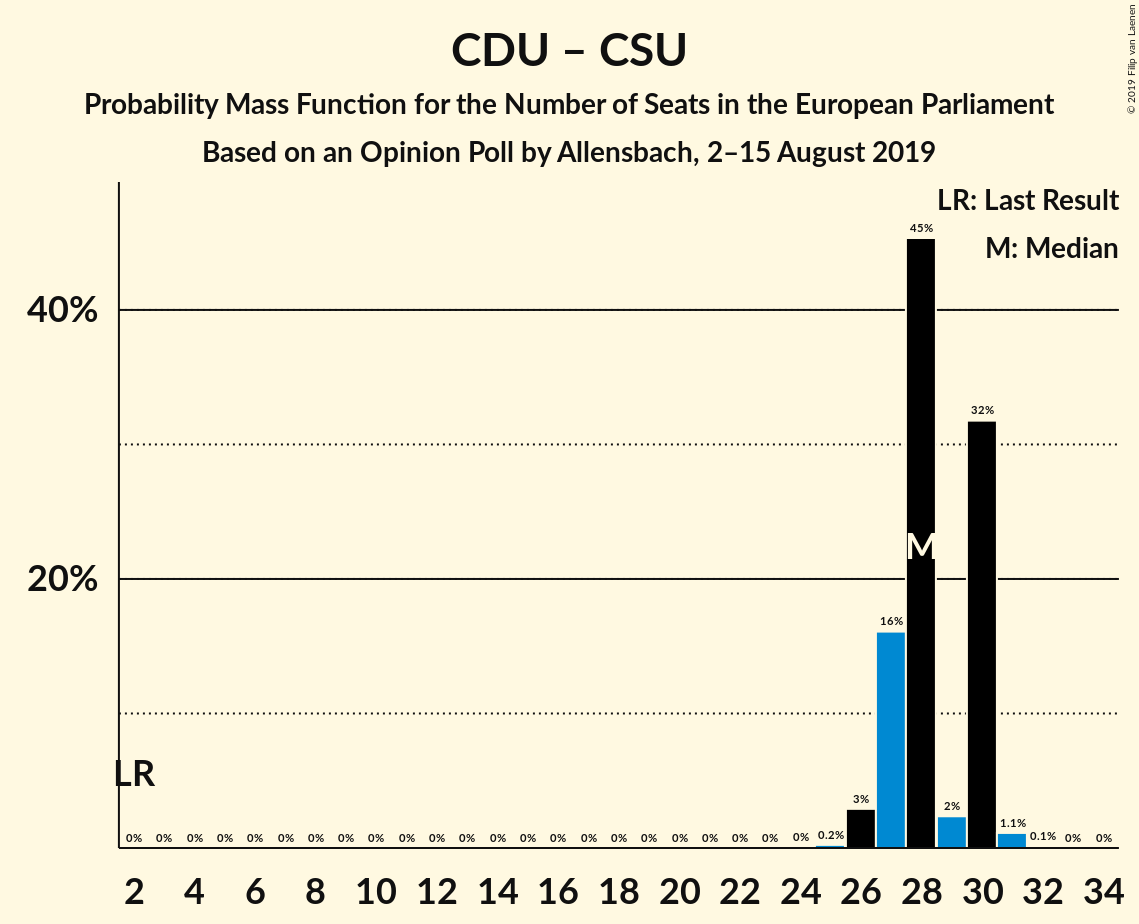 CDU – CSU
Probability Mass Function for the Number of Seats in the European Parliament
Based on an Opinion Poll by Allensbach, 2–15 August 2019
© 2019 Filip van Laenen
LR: Last Result
M: Median
40%
20%
LR
M
0% 0% 0% 0% 0% 0% 0% 0% 0% 0% 0% 0% 0% 0% 0% 0% 0% 0% 0% 0% 0% 0% 0% 0.2% 3% 16% 45% 2% 32% 1.1% 0.1% 0% 0%
2 4 6 8 10 12 14 16 18 20 22 24 26 28 30 32 34